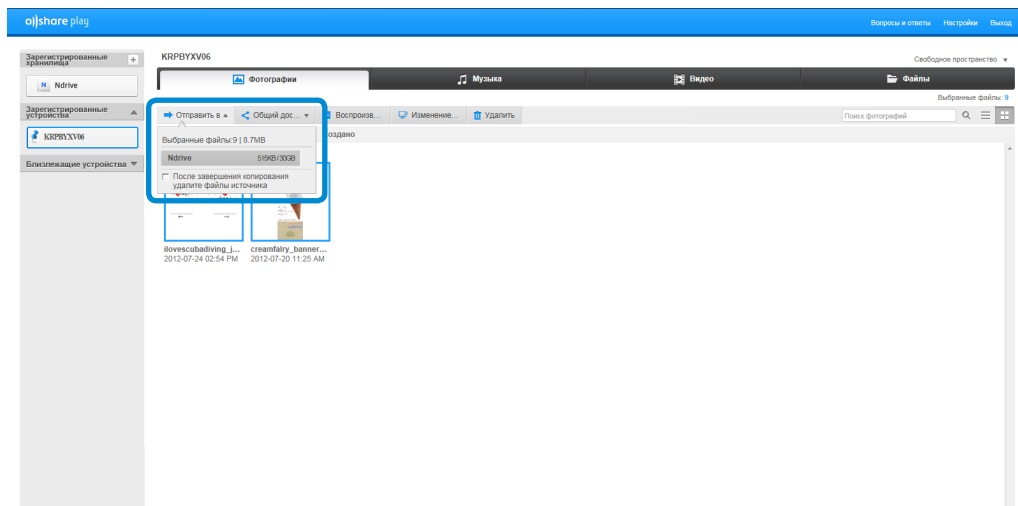 allshare play
Вопросы и ответы Настройки Выход
Зарегистрированные хранилища +
KRPBYXV06
Свободное пространство
N Ndrive
Фотографии Музыка Видео Файлы
Выбранные файлы: 9
Зарегистрированные устройства
Отправить в Общий дос... Воспроизв... Изменение... Удалить
Поиск фотографий
KRPBYXV06
Выбранные файлы:9 | 8.7MB
оздано
Ndrive 515KB/30GB
Близлежащие устройства
После завершения копирования
удалите файлы источника
ilovescubadiving_j... creamfalry_banner...
2012-07-24 02:54 PM 2012-07-20 11:25 AM